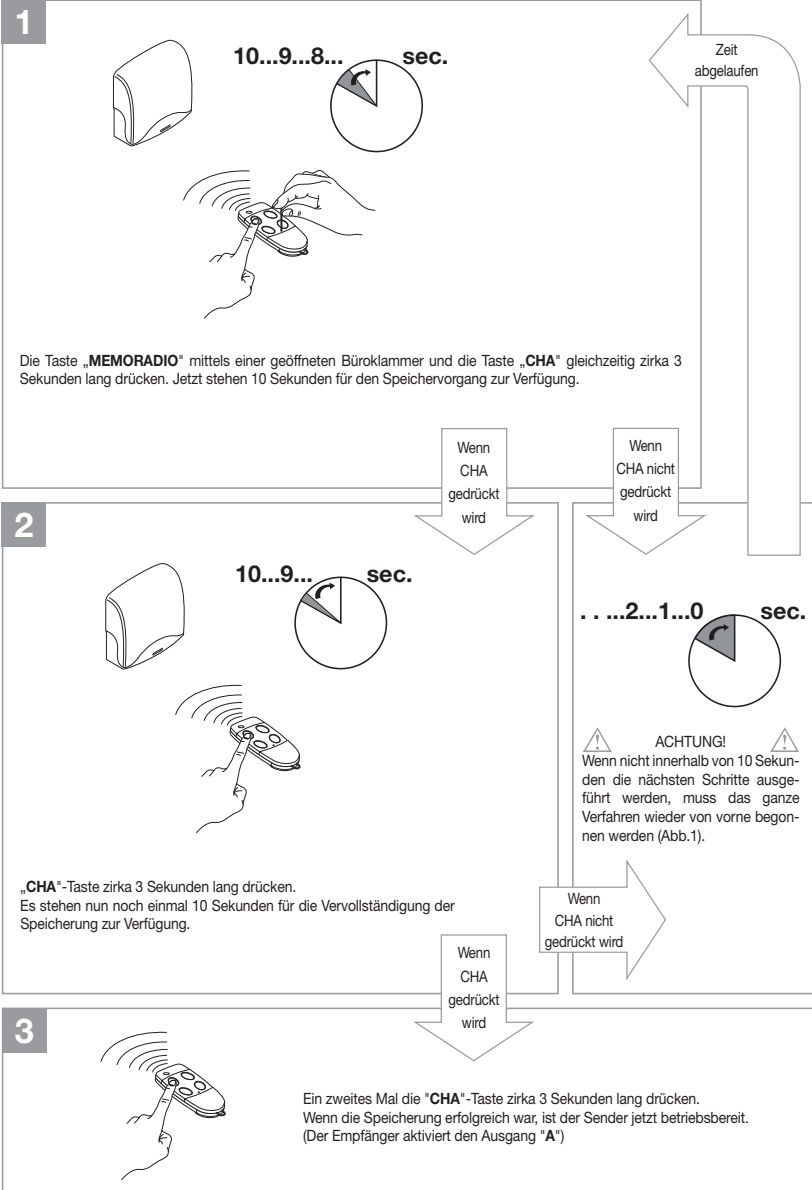 1
10...9...8... sec.
Zeit
abgelaufen
Die Taste „MEMORADIO" mittels einer geöffneten Büroklammer und die Taste „CHA" gleichzeitig zirka 3
Sekunden lang drücken. Jetzt stehen 10 Sekunden für den Speichervorgang zur Verfügung.
Wenn
CHA
gedrückt
wird
Wenn
CHA nicht
gedrückt
wird
2
10...9... sec.
. . ...2...1...0 sec.
ACHTUNG!
Wenn nicht innerhalb von 10 Sekun-
den die nächsten Schritte ausge-
führt werden, muss das ganze
Verfahren wieder von vorne begon-
nen werden (Abb.1).
„CHA"-Taste zirka 3 Sekunden lang drücken.
Es stehen nun noch einmal 10 Sekunden für die Vervollständigung der
Speicherung zur Verfügung.
Wenn
CHA nicht
gedrückt wird
Wenn
CHA
gedrückt
wird
3
Ein zweites Mal die "CHA"-Taste zirka 3 Sekunden lang drücken.
Wenn die Speicherung erfolgreich war, ist der Sender jetzt betriebsbereit.
(Der Empfänger aktiviert den Ausgang "A")